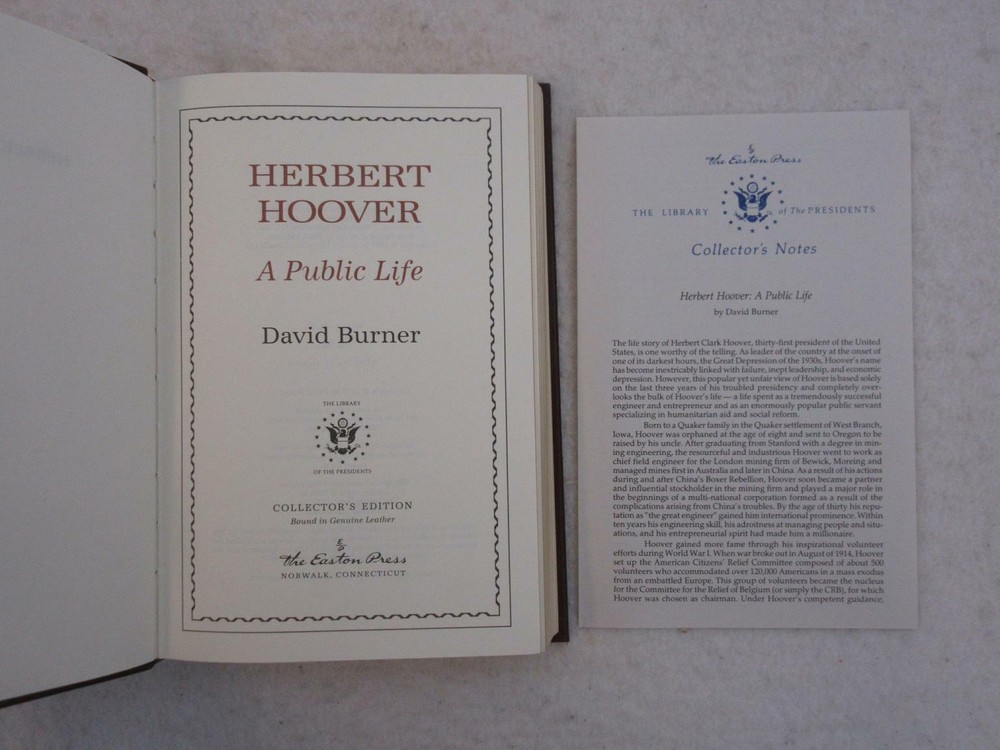 HERBERT
HOOVER
A Public Life
David Burner
THE LIBRARY
OF THE PRESIDENTS
COLLECTOR'S EDITION
Bound in Genuine Leather
The Easton Press
NORWALK, CONNECTICUT
The Easton Press
THE LIBRARY of The PRESIDENTS
Collector's Notes
Herbert Hoover: A Public Life
by David Burner
The life story of Herbert Clark Hoover, thirty-first president of the United
States, is one worthy of the telling. As leader of the country at the onset of
one of its darkest hours, the Great Depression of the 1930s, Hoover's name
has become inextricably linked with failure, inept leadership, and economic
depression. However, this popular yet unfair view of Hoover is based solely
on the last three years of his troubled presidency and completely over-
looks the bulk of Hoover's life — a life spent as a tremendously successful
engineer and entrepreneur and as an enormously popular public servant
specializing in humanitarian aid and social reform.
Born to a Quaker family in the Quaker settlement of West Branch,
Iowa, Hoover was orphaned at the age of eight and sent to Oregon to be
raised by his uncle. After graduating from Stanford with a degree in min-
ing engineering, the resourceful and industrious Hoover went to work as
chief field engineer for the London mining firm of Bewick, Moreing and
managed mines first in Australia and later in China. As a result of his actions
during and after China's Boxer Rebellion, Hoover soon became a partner
and influential stockholder in the mining firm and played a major role in
the beginnings of a multi-national corporation formed as a result of the
complications arising from China's troubles. By the age of thirty his repu-
tation as "the great engineer" gained him international prominence. Within
ten years his engineering skill, his adroitness at managing people and situ-
ations, and his entrepreneurial spirit had made him a millionaire.
Hoover gained more fame through his inspirational volunteer
efforts during World War I. When war broke out in August of 1914, Hoover
set up the American Citizens' Relief Committee composed of about 500
volunteers who accommodated over 120,000 Americans in a mass exodus
from an embattled Europe. This group of volunteers became the nucleus
for the Committee for the Relief of Belgium (or simply the CRB), for which
Hoover was chosen as chairman. Under Hoover's competent guidance,